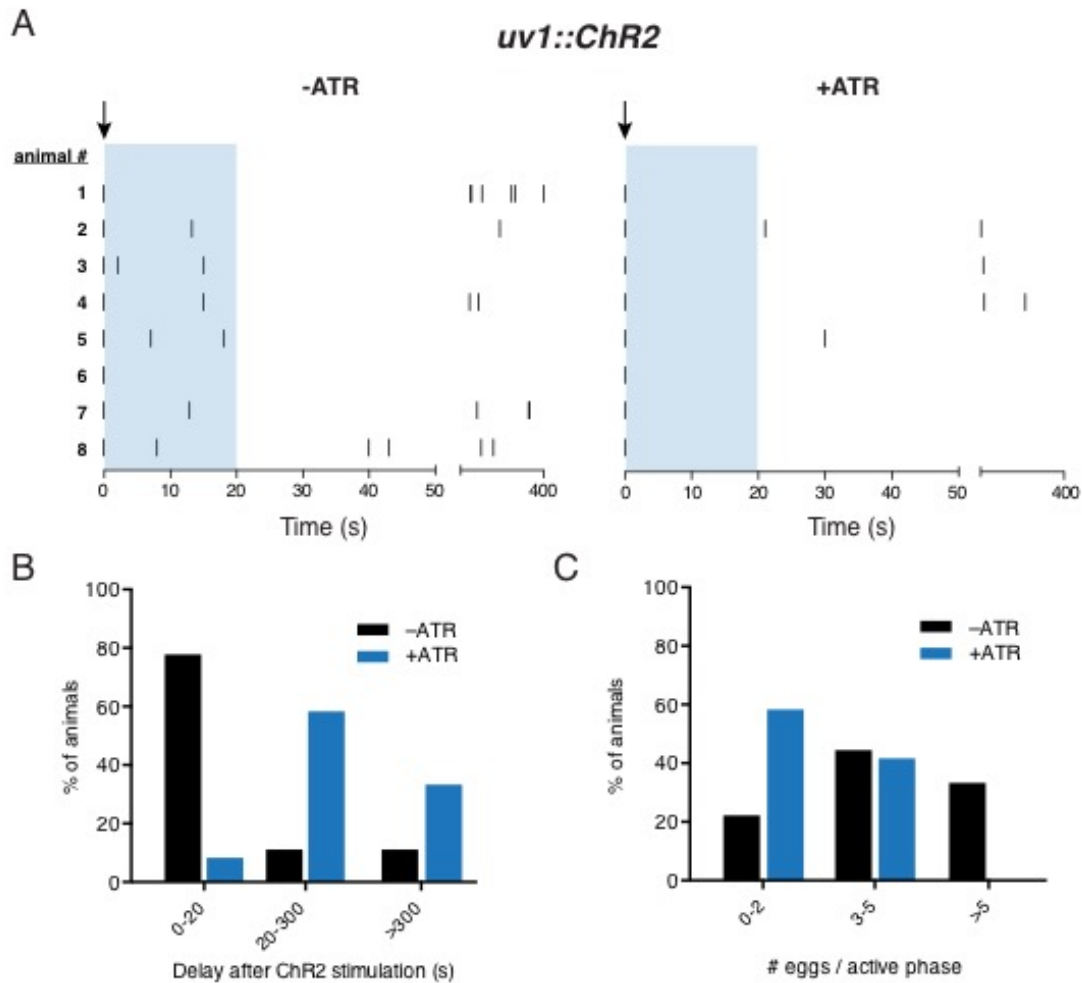 A
uv1::ChR2
-ATR
+ATR
animal #
1
2
3
4
5
6
7
8
0 10 20 30 40 50 400
0 10 20 30 40 50 400
Time (s)
Time (s)
B
100
80
60
40
20
0
% of animals
–ATR
+ATR
0-20
20-300
>300
Delay after ChR2 stimulation (s)
C
100
80
60
40
20
0
% of animals
–ATR
+ATR
0-2
3-5
>5
# eggs / active phase